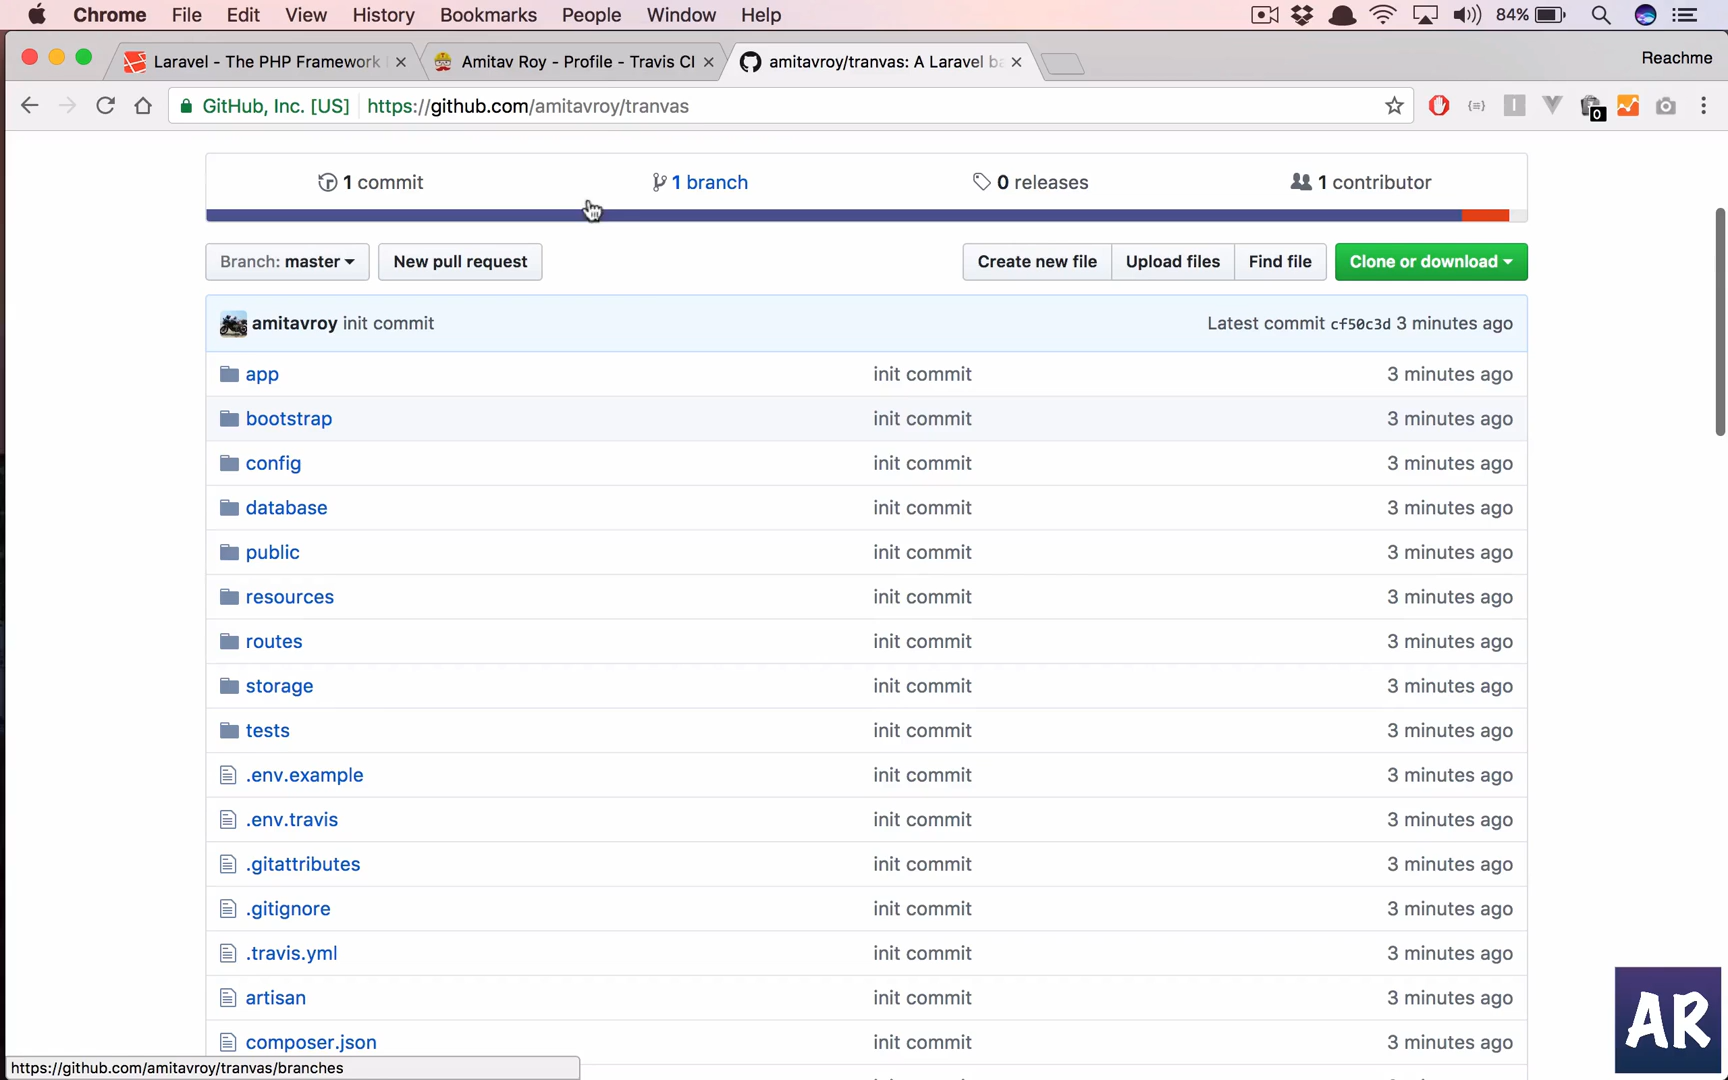 Chrome File Edit View History Bookmarks People Window Help 84%
Laravel - The PHP Framework Amitav Roy - Profile - Travis CI amitavroy/tranvas: A Laravel ba Reachme
GitHub, Inc. [US] https://github.com/amitavroy/tranvas 0
1 commit 1 branch 0 releases 1 contributor
Branch: master New pull request Create new file Upload files Find file Clone or download
amitavroy init commit Latest commit cf50c3d 3 minutes ago
app init commit 3 minutes ago
bootstrap init commit 3 minutes ago
config init commit 3 minutes ago
database init commit 3 minutes ago
public init commit 3 minutes ago
resources init commit 3 minutes ago
routes init commit 3 minutes ago
storage init commit 3 minutes ago
tests init commit 3 minutes ago
.env.example init commit 3 minutes ago
.env.travis init commit 3 minutes ago
.gitattributes init commit 3 minutes ago
.gitignore init commit 3 minutes ago
.travis.yml init commit 3 minutes ago
artisan init commit 3 minutes ago
composer.json init commit 3 minutes ago
https://github.com/amitavroy/tranvas/branches
AR